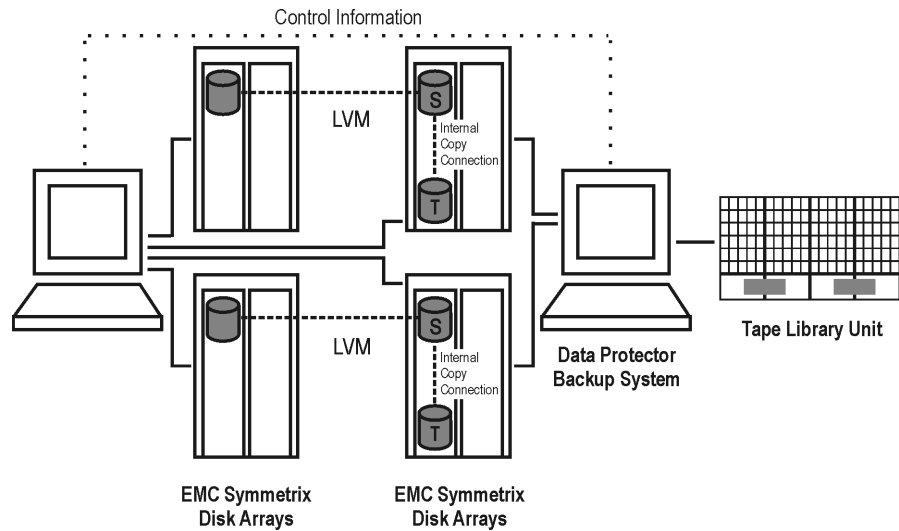 Control Information
S
LVM
Internal
Copy
Connection
T
S
LVM
Internal
Copy
Connection
T
Tape Library Unit
Data Protector
Backup System
EMC Symmetrix
Disk Arrays
EMC Symmetrix
Disk Arrays